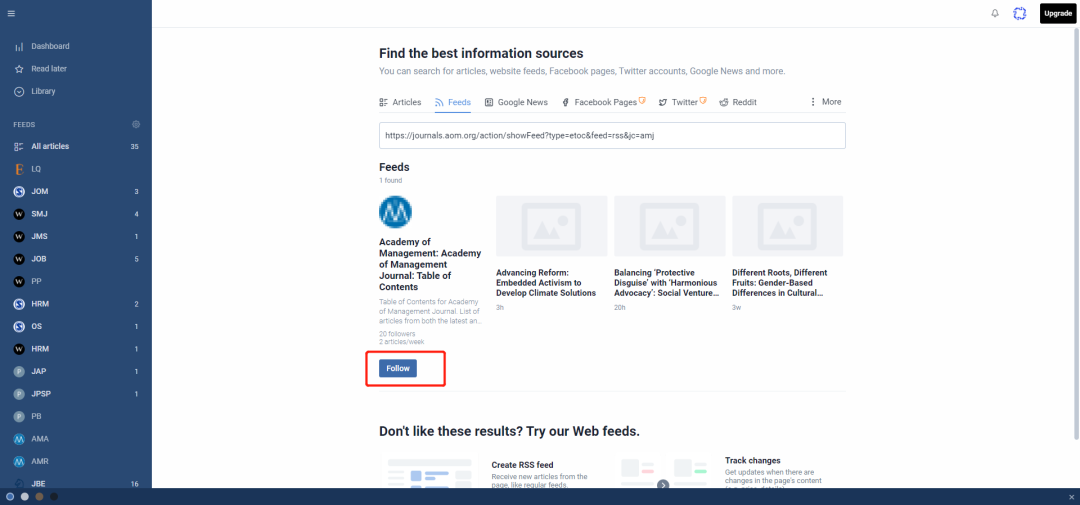 Upgrade
Dashboard
Read later
Library
FEEDS
All articles 35
LQ
JOM 3
SMJ 4
JMS 1
JOB 5
PP
HRM 2
OS 1
HRM 1
JAP 1
JPSP 1
PB
AMA
AMR
JBE 16
Find the best information sources
You can search for articles, website feeds, Facebook pages, Twitter accounts, Google News and more.
Articles Feeds Google News Facebook Pages Twitter Reddit More
https://journals.aom.org/action/showFeed?type=etoc&feed=rss&jc=amj
Feeds
1 found
Academy of
Management: Academy
of Management
Journal: Table of
Contents
Table of Contents for Academy
of Management Journal. List of
articles from both the latest an...
20 followers
2 articles/week
Follow
Advancing Reform:
Embedded Activism to
Develop Climate Solutions
3h
Balancing 'Protective
Disguise' with 'Harmonious
Advocacy': Social Venture...
20h
Different Roots, Different
Fruits: Gender-Based
Differences in Cultural...
3w
Don't like these results? Try our Web feeds.
Create RSS feed
Receive new articles from the
page, like regular feeds.
Track changes
Get updates when there are
changes in the page's content